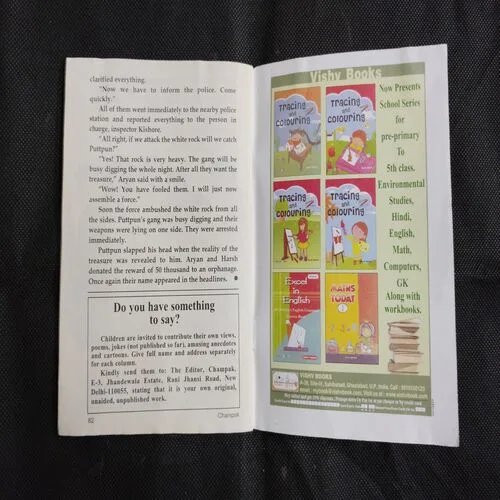 clarified everything.
"Now we have to inform the police. Come
quickly."
All of them went immediately to the nearby police
station and reported everything to the person in
charge, inspector Kishore.
"All right, if we attack the white rock will we catch
Puttpun?"
"Yes! That rock is very heavy. The gang will be
busy digging the whole night. After all they want the
treasure," Aryan said with a smile.
"Wow! You have fooled them. I will just now
assemble a force."
Soon the force ambushed the white rock from all
the sides. Puttpun's gang was busy digging and their
weapons were lying on one side. They were arrested
immediately.
Puttpun slapped his head when the reality of the
treasure was revealed to him. Aryan and Harsh
donated the reward of 50 thousand to an orphanage.
Once again their name appeared in the headlines.
Do you have something
to say?
Children are invited to contribute their own views,
poems, jokes (not published so far), amusing anecdotes
and cartoons. Give full name and address separately
for each column.
Kindly send them to: The Editor, Champak,
E-3, Jhandewala Estate, Rani Jhansi Road, New
Delhi-110055, stating that it is your own original,
unaided, unpublished work.
82
Champak
Vishv Books
Tracing
and
Colouring
Tracing
and
Colouring
Tracing
and
Colouring
Tracing
and
Colouring
Excel
in
English
MATHS
TODAY
Now Presents
School Series
for
pre-primary
To
5th class.
Environmental
Studies,
Hindi,
English,
Math,
Computers,
GK
Along with
workbooks.
VISHV BOOKS